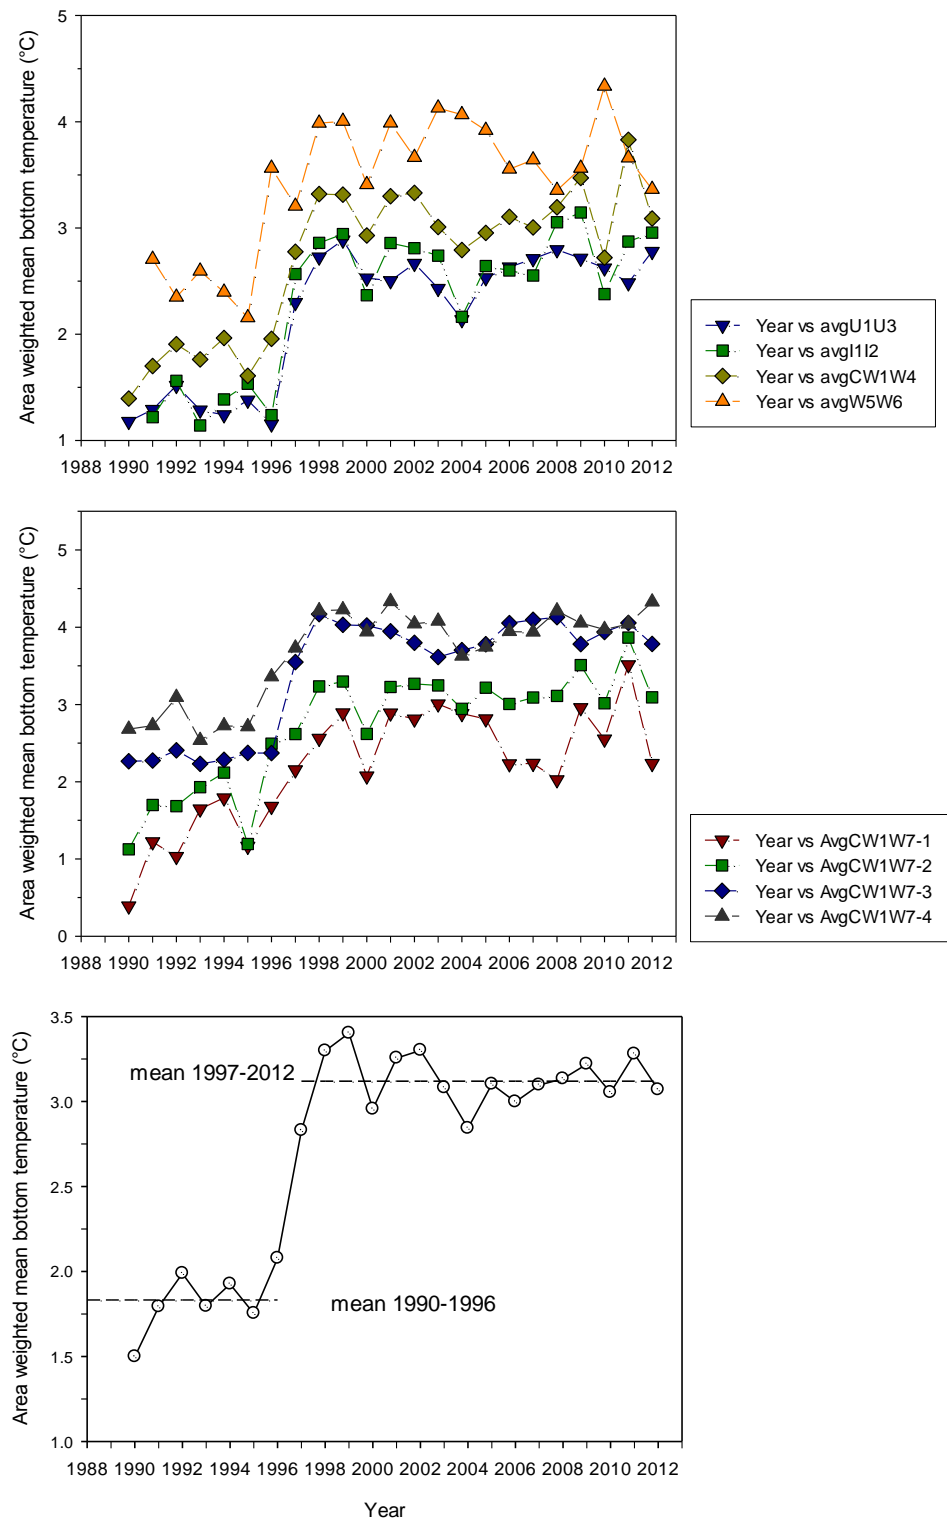 Area weighted mean bottom temperature (°C)
5
4
3
2
1
1988 1990 1992 1994 1996 1998 2000 2002 2004 2006 2008 2010 2012
Year vs avgU1U3
Year vs avgI1I2
Year vs avgCW1W4
Year vs avgW5W6
Area weighted mean bottom temperature (°C)
5
4
3
2
1
0
1988 1990 1992 1994 1996 1998 2000 2002 2004 2006 2008 2010 2012
Year vs AvgCW1W7-1
Year vs AvgCW1W7-2
Year vs AvgCW1W7-3
Year vs AvgCW1W7-4
Area weighted mean bottom temperature (°C)
3.5
3.0
2.5
2.0
1.5
1.0
mean 1997-2012
mean 1990-1996
1988 1990 1992 1994 1996 1998 2000 2002 2004 2006 2008 2010 2012
Year